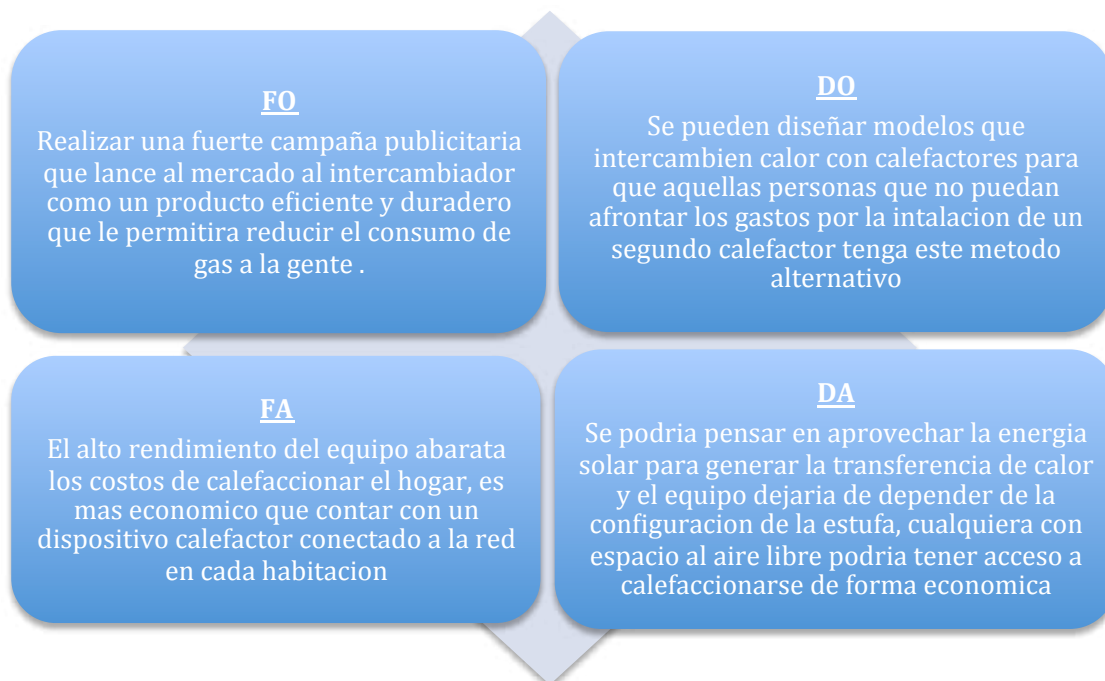 FO
Realizar una fuerte campaña publicitaria
que lance al mercado al intercambiador
como un producto eficiente y duradero
que le permitira reducir el consumo de
gas a la gente .
DO
Se pueden diseñar modelos que
intercambien calor con calefactores para
que aquellas personas que no puedan
afrontar los gastos por la intalacion de un
segundo calefactor tenga este metodo
alternativo
FA
El alto rendimiento del equipo abarata
los costos de calefaccionar el hogar, es
mas economico que contar con un
dispositivo calefactor conectado a la red
en cada habitacion
DA
Se podria pensar en aprovechar la energia
solar para generar la transferencia de calor
y el equipo dejaria de depender de la
configuracion de la estufa, cualquiera con
espacio al aire libre podria tener acceso a
calefaccionarse de forma economica